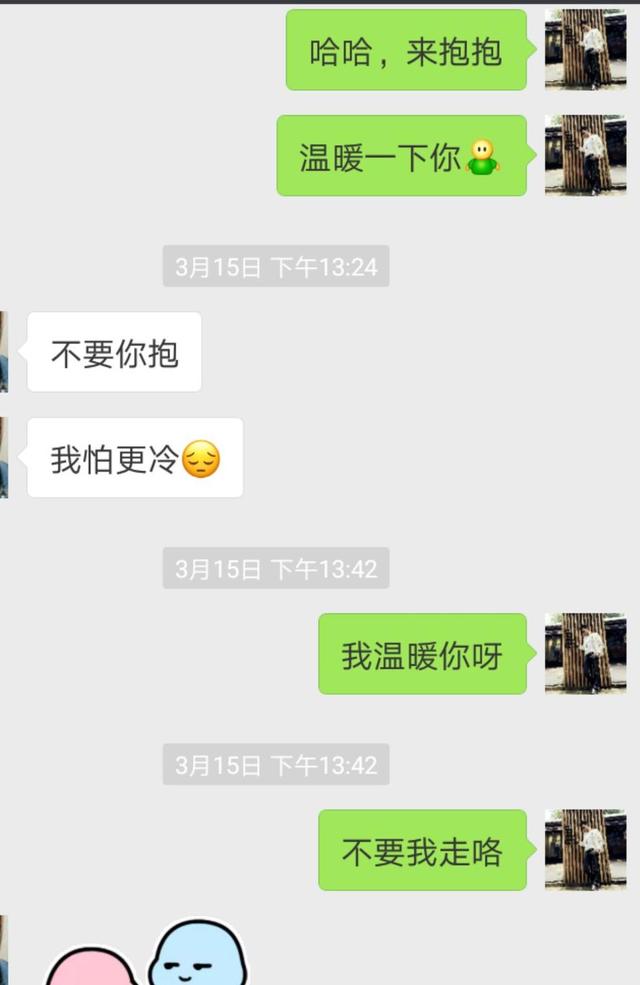 哈哈，来抱抱
温暖一下你
3月15日 下午13:24
不要你抱
我怕更冷
3月15日 下午13:42
我温暖你呀
3月15日 下午13:42
不要我走咯